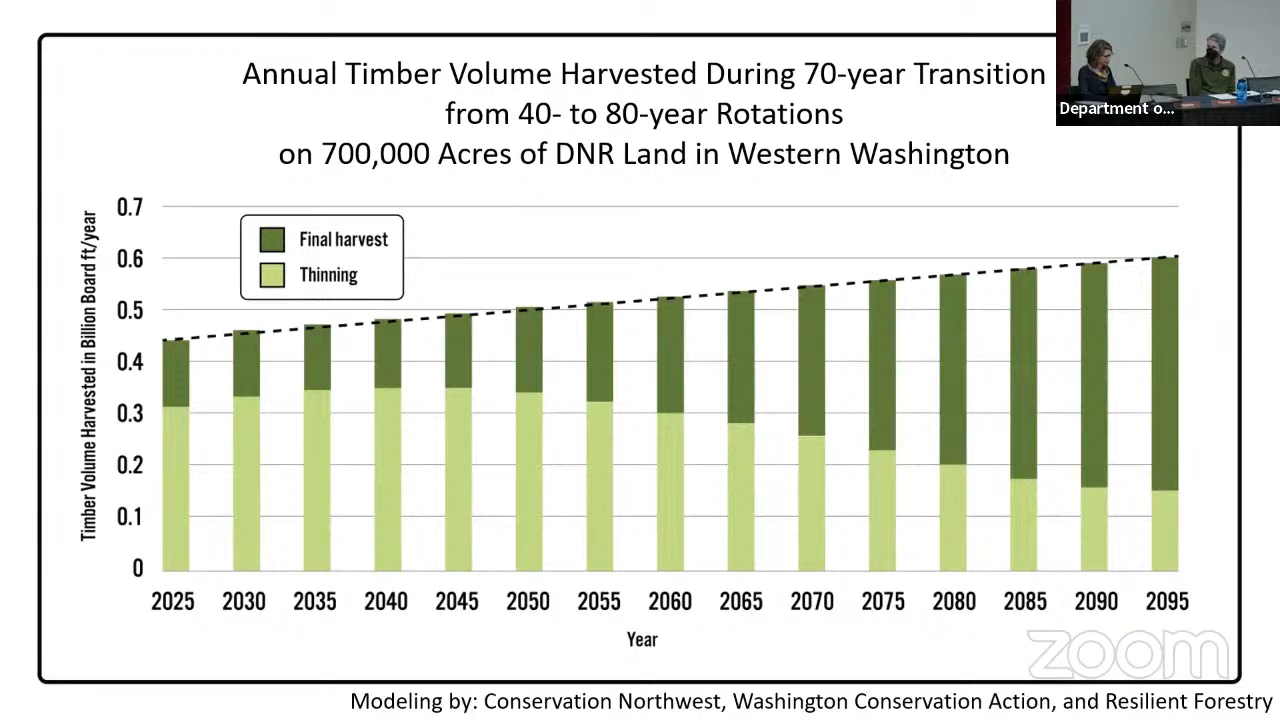 Annual Timber Volume Harvested During 70-year Transition
from 40- to 80-year Rotations
on 700,000 Acres of DNR Land in Western Washington
Department o...
Timber Volume Harvested in Billion Board ft/year
0.7
0.6
0.5
0.4
0.3
0.2
0.1
0
Final harvest
Thinning
2025 2030 2035 2040 2045 2050 2055 2060 2065 2070 2075 2080 2085 2090 2095
Year
zoom
Modeling by: Conservation Northwest, Washington Conservation Action, and Resilient Forestry